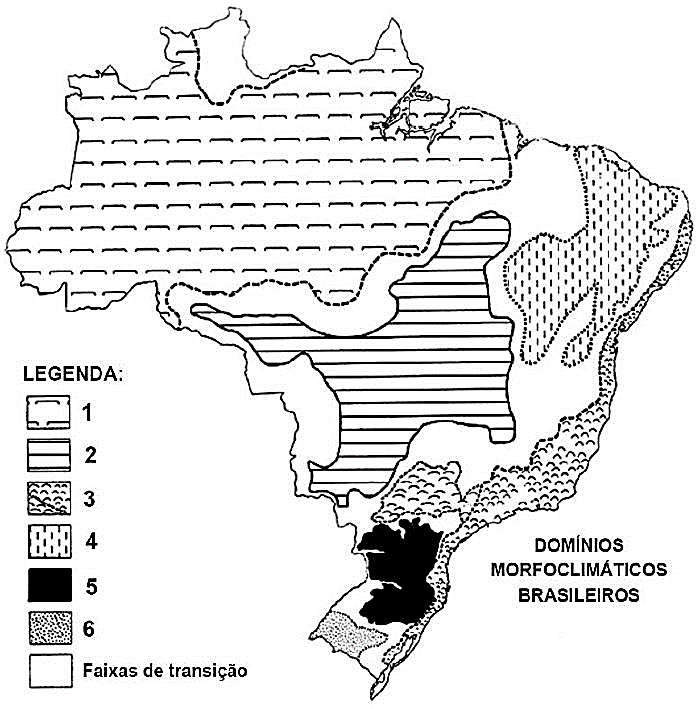 LEGENDA:
1
2
3
4
5
6
Faixas de transição
DOMÍNIOS
MORFOCLIMÁTICOS
BRASILEIROS